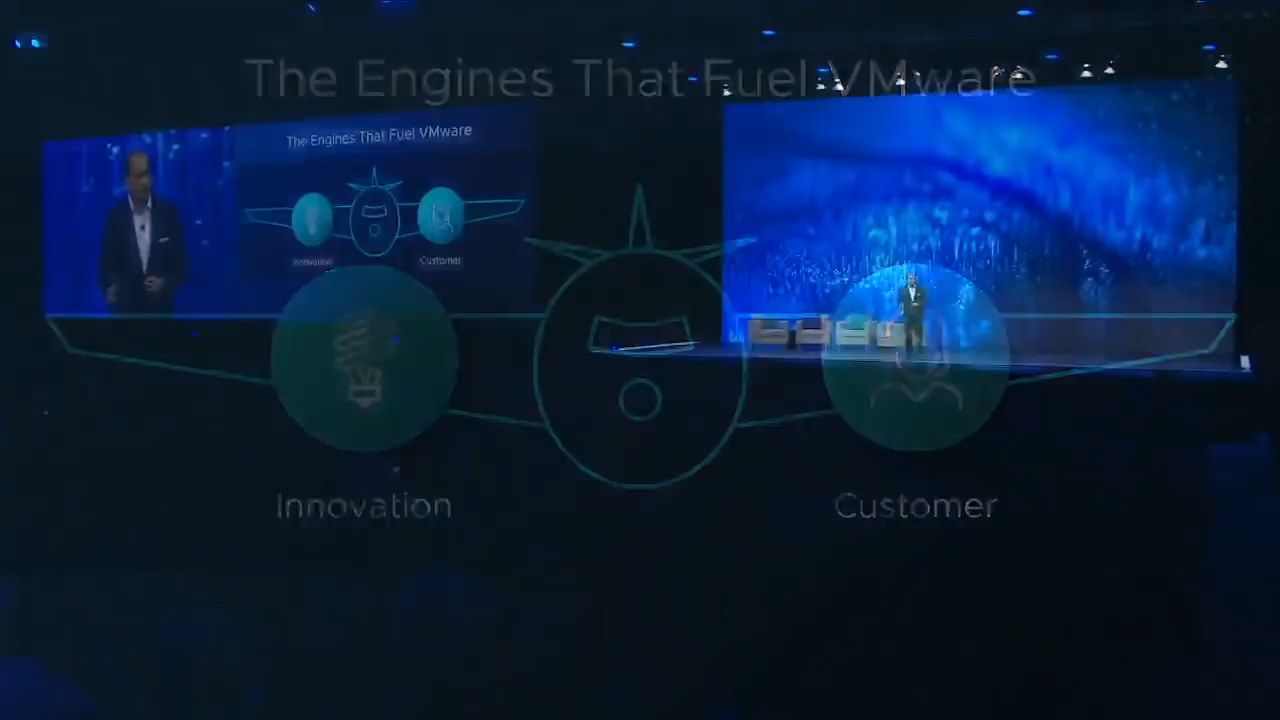 The Engines That Fuel VMware
The Engines That Fuel VMware
Innovation
Customer
Innovation
Customer